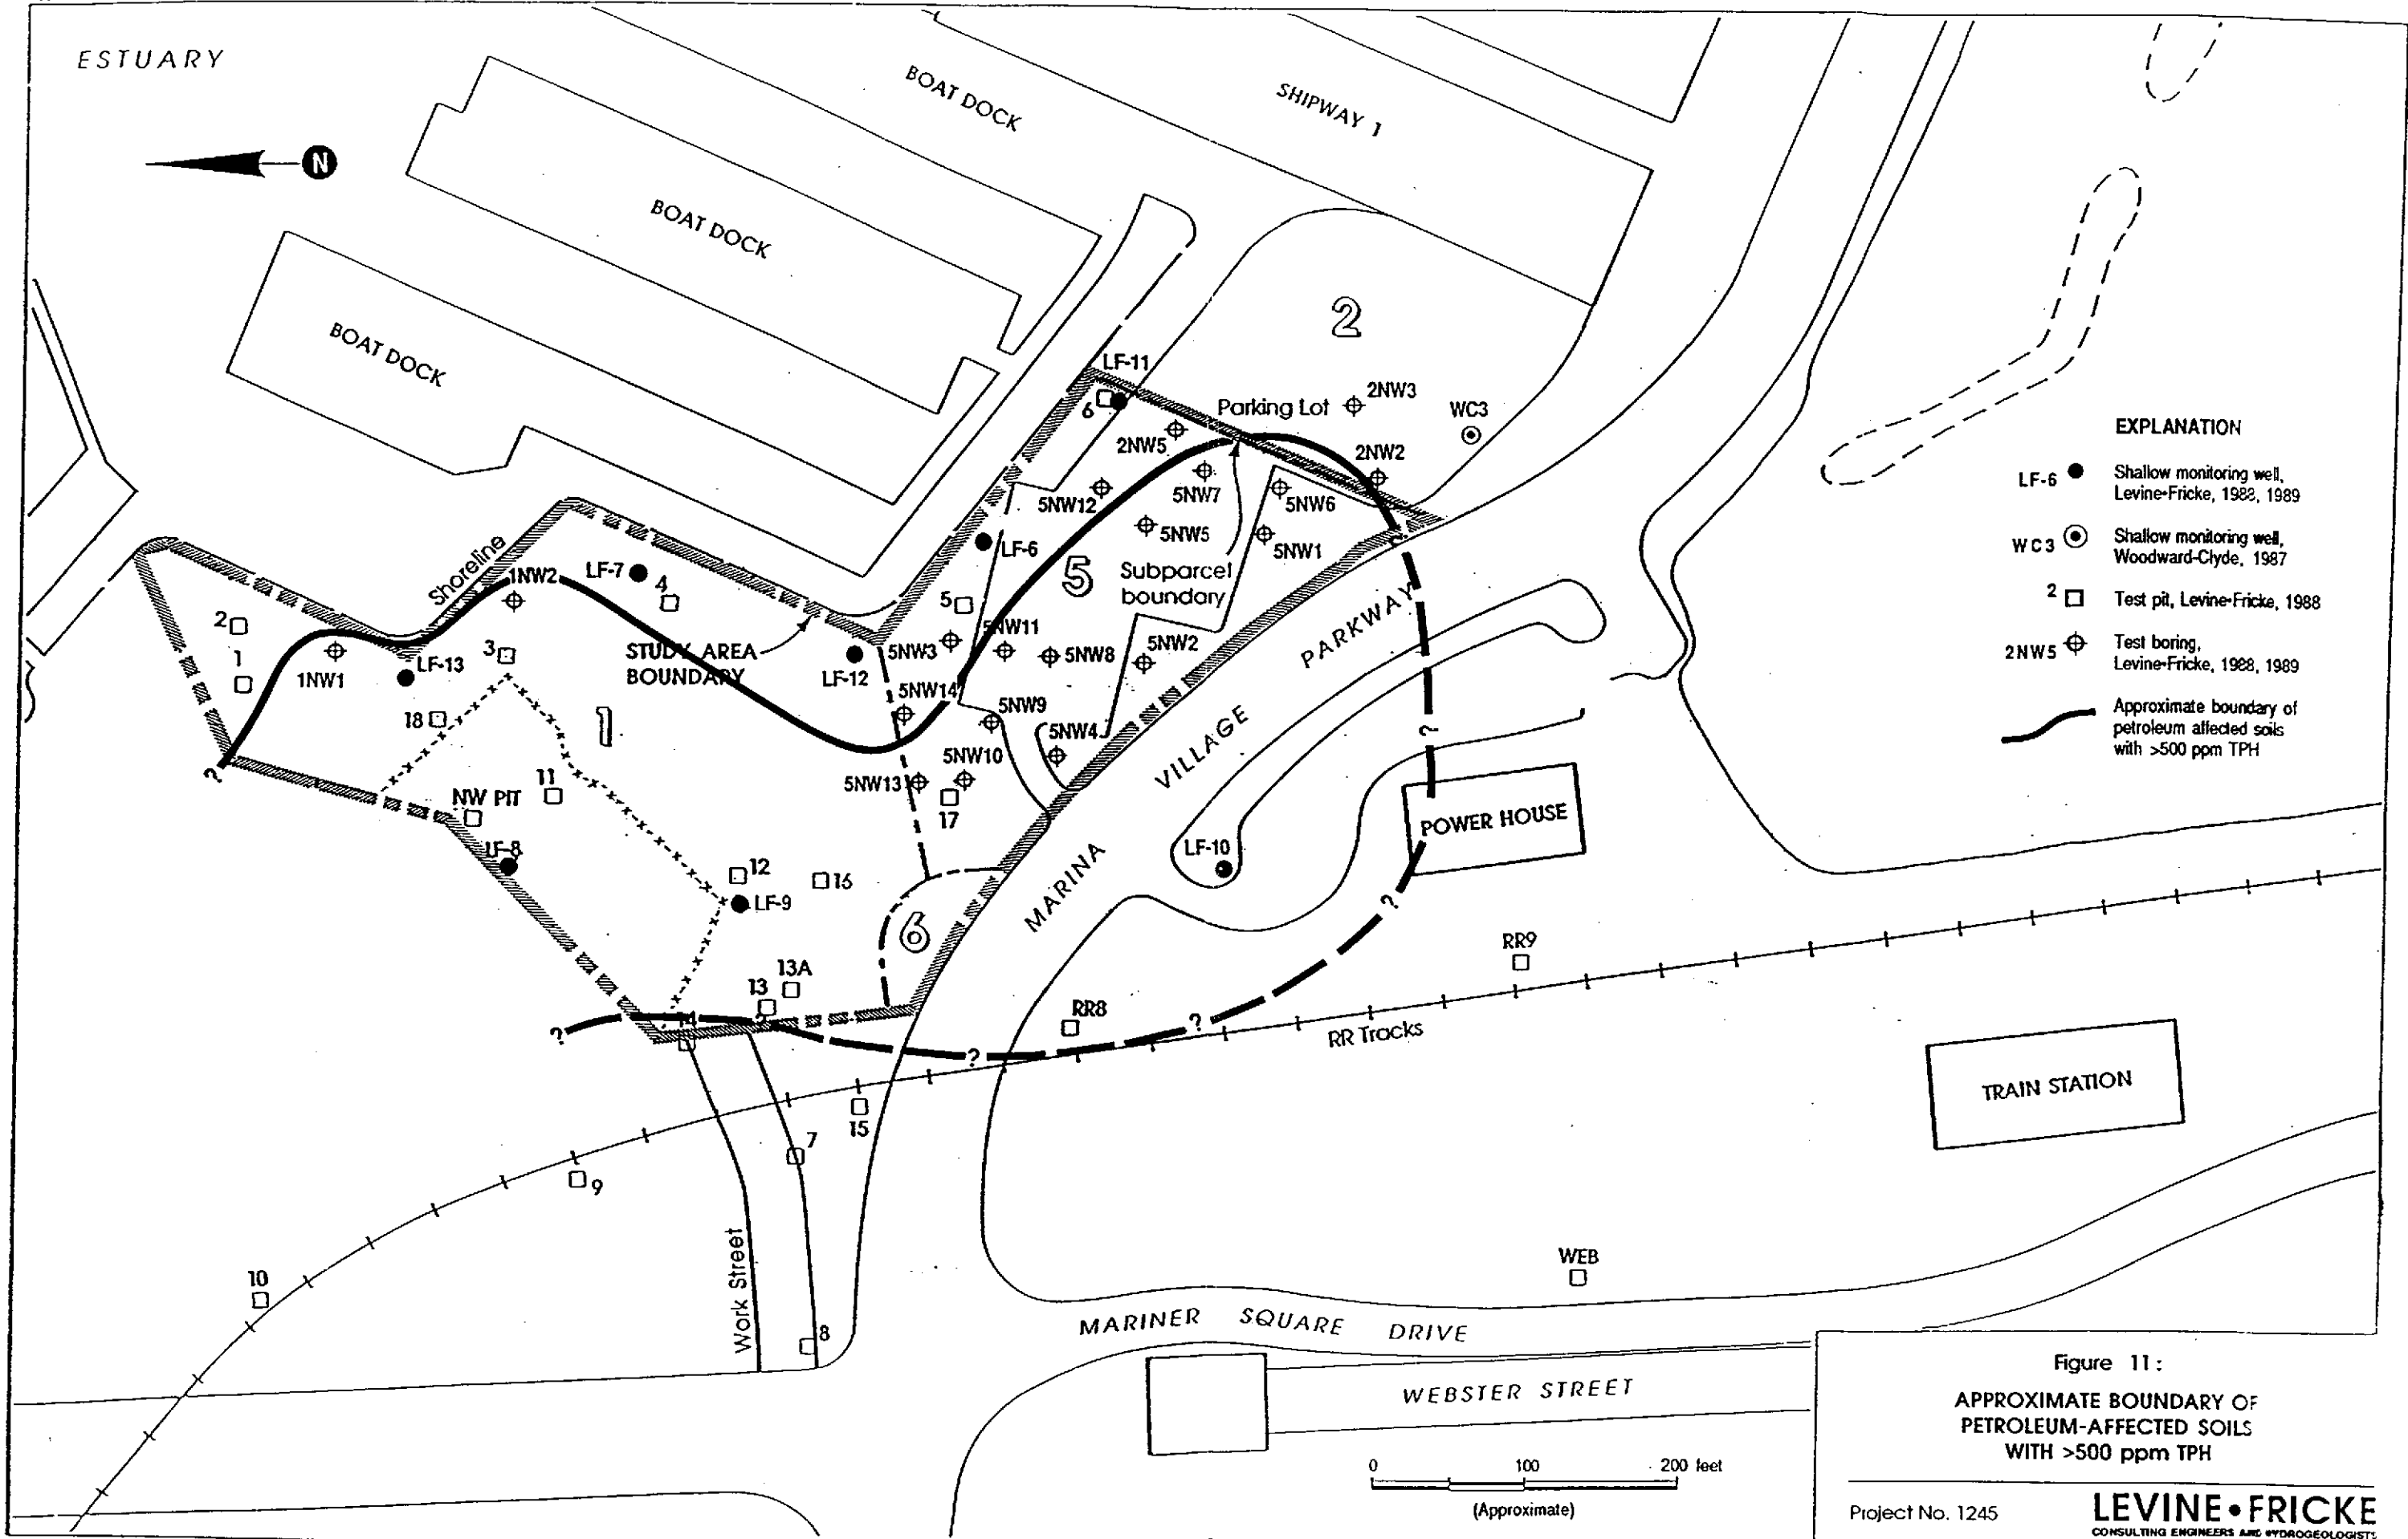 ESTUARY
BOAT DOCK
SHIPWAY 1
N
BOAT DOCK
BOAT DOCK
2
LF-11
6
Parking Lot
2NW3
WC3
2NW5
2NW2
5NW12
5NW7
5NW6
5NW5
5NW1
LF-6
5
Subparcel
boundary
Shoreline
1NW2
LF-7
4
5
5NW11
5NW3
5NW8
5NW2
STUDY AREA
BOUNDARY
LF-12
2
1
1NW1
LF-13
3
18
1
5NW14
5NW9
5NW4
5NW10
5NW13
17
?
NW PIT
11
LF-8
12
16
LF-9
6
13A
13
14
?
?
MARINA VILLAGE PARKWAY
?
?
LF-10
POWER HOUSE
?
?
?
RR8
RR9
RR Tracks
15
7
9
10
8
Work Street
TRAIN STATION
WEB
MARINER SQUARE DRIVE
WEBSTER STREET
0 100 200 feet
(Approximate)
EXPLANATION
LF-6 Shallow monitoring well,
Levine•Fricke, 1988, 1989
WC3 Shallow monitoring well,
Woodward-Clyde, 1987
2 Test pit, Levine•Fricke, 1988
2NW5 Test boring,
Levine•Fricke, 1988, 1989
Approximate boundary of
petroleum affected soils
with >500 ppm TPH
Figure 11:
APPROXIMATE BOUNDARY OF
PETROLEUM-AFFECTED SOILS
WITH >500 ppm TPH
Project No. 1245
LEVINE•FRICKE
CONSULTING ENGINEERS AND HYDROGEOLOGISTS